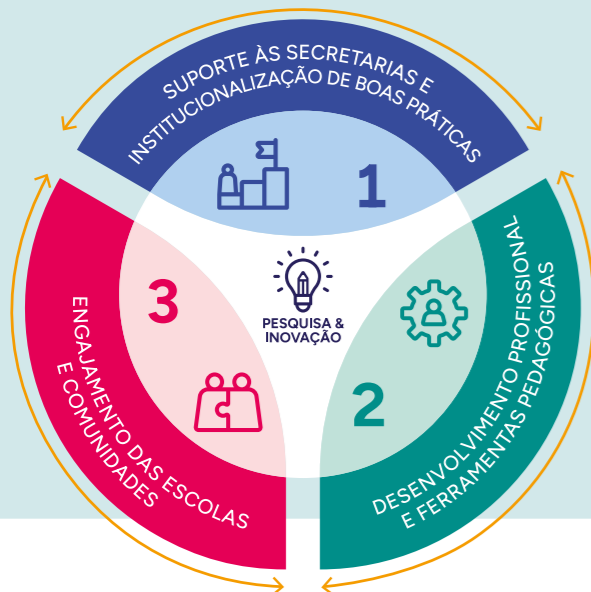 SUPORTE ÀS SECRETARIAS E
INSTITUCIONALIZAÇÃO DE BOAS PRÁTICAS
1
DESENVOLVIMENTO PROFISSIONAL
E FERRAMENTAS PEDAGÓGICAS
2
ENGAJAMENTO DAS ESCOLAS
E COMUNIDADES
3
PESQUISA &
INOVAÇÃO